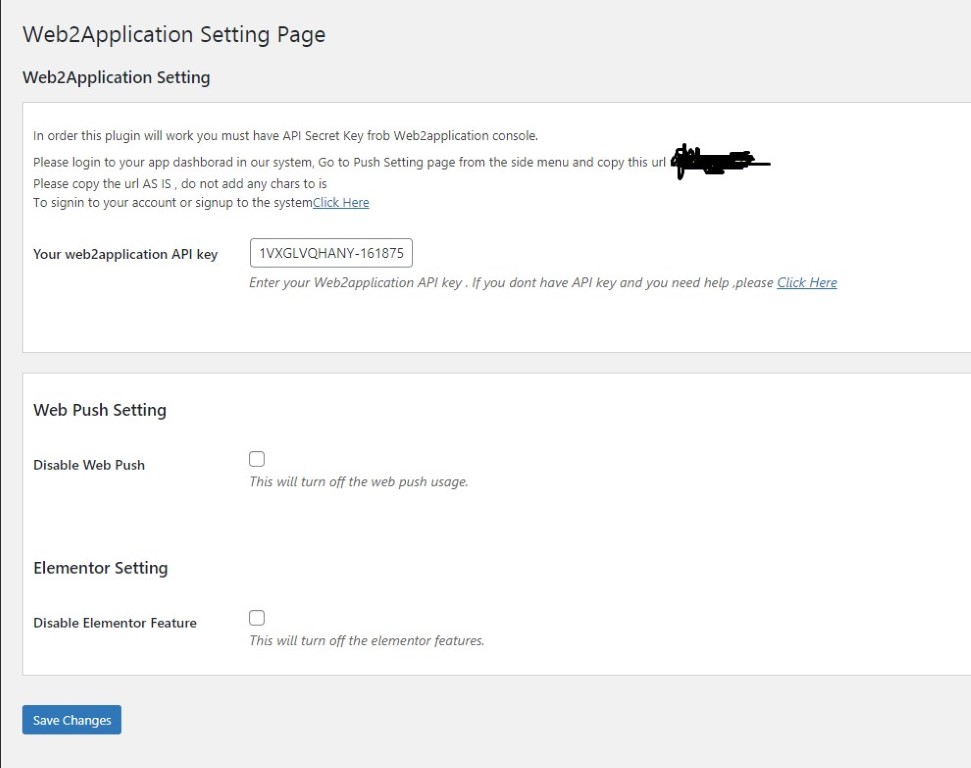 Web2Application Setting Page
Web2Application Setting
In order this plugin will work you must have API Secret Key frob Web2application console.
Please login to your app dashborad in our system, Go to Push Setting page from the side menu and copy this url
Please copy the url AS IS , do not add any chars to is
To signin to your account or signup to the systemClick Here
Your web2application API key
1VXGLVQHANY-161875
Enter your Web2application API key . If you dont have API key and you need help ,please Click Here
Web Push Setting
Disable Web Push
This will turn off the web push usage.
Elementor Setting
Disable Elementor Feature
This will turn off the elementor features.
Save Changes